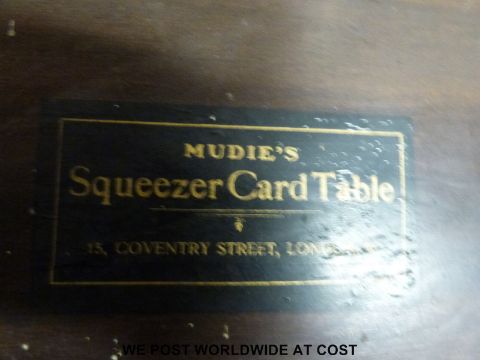 MUDIE'S
Squeezer Card Table
15, COVENTRY STREET,
WE POST WORLDWIDE AT COST